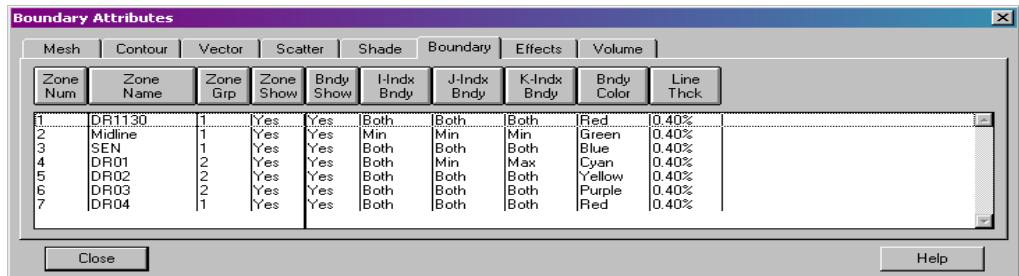 Boundary Attributes
Mesh Contour Vector Scatter Shade Boundary Effects Volume
Zone Num Zone Name Zone Grp Zone Show Bndy Show I-Indx Bndy J-Indx Bndy K-Indx Bndy Bndy Color Line Thck
1 DR1130 1 Yes Yes Both Both Both Red 0.40%
2 Midline 1 Yes Yes Min Min Min Green 0.40%
3 SEN 1 Yes Yes Both Both Both Blue 0.40%
4 DR01 2 Yes Yes Both Min Max Cyan 0.40%
5 DR02 2 Yes Yes Both Both Both Yellow 0.40%
6 DR03 2 Yes Yes Both Both Both Purple 0.40%
7 DR04 1 Yes Yes Both Both Both Red 0.40%
Close Help